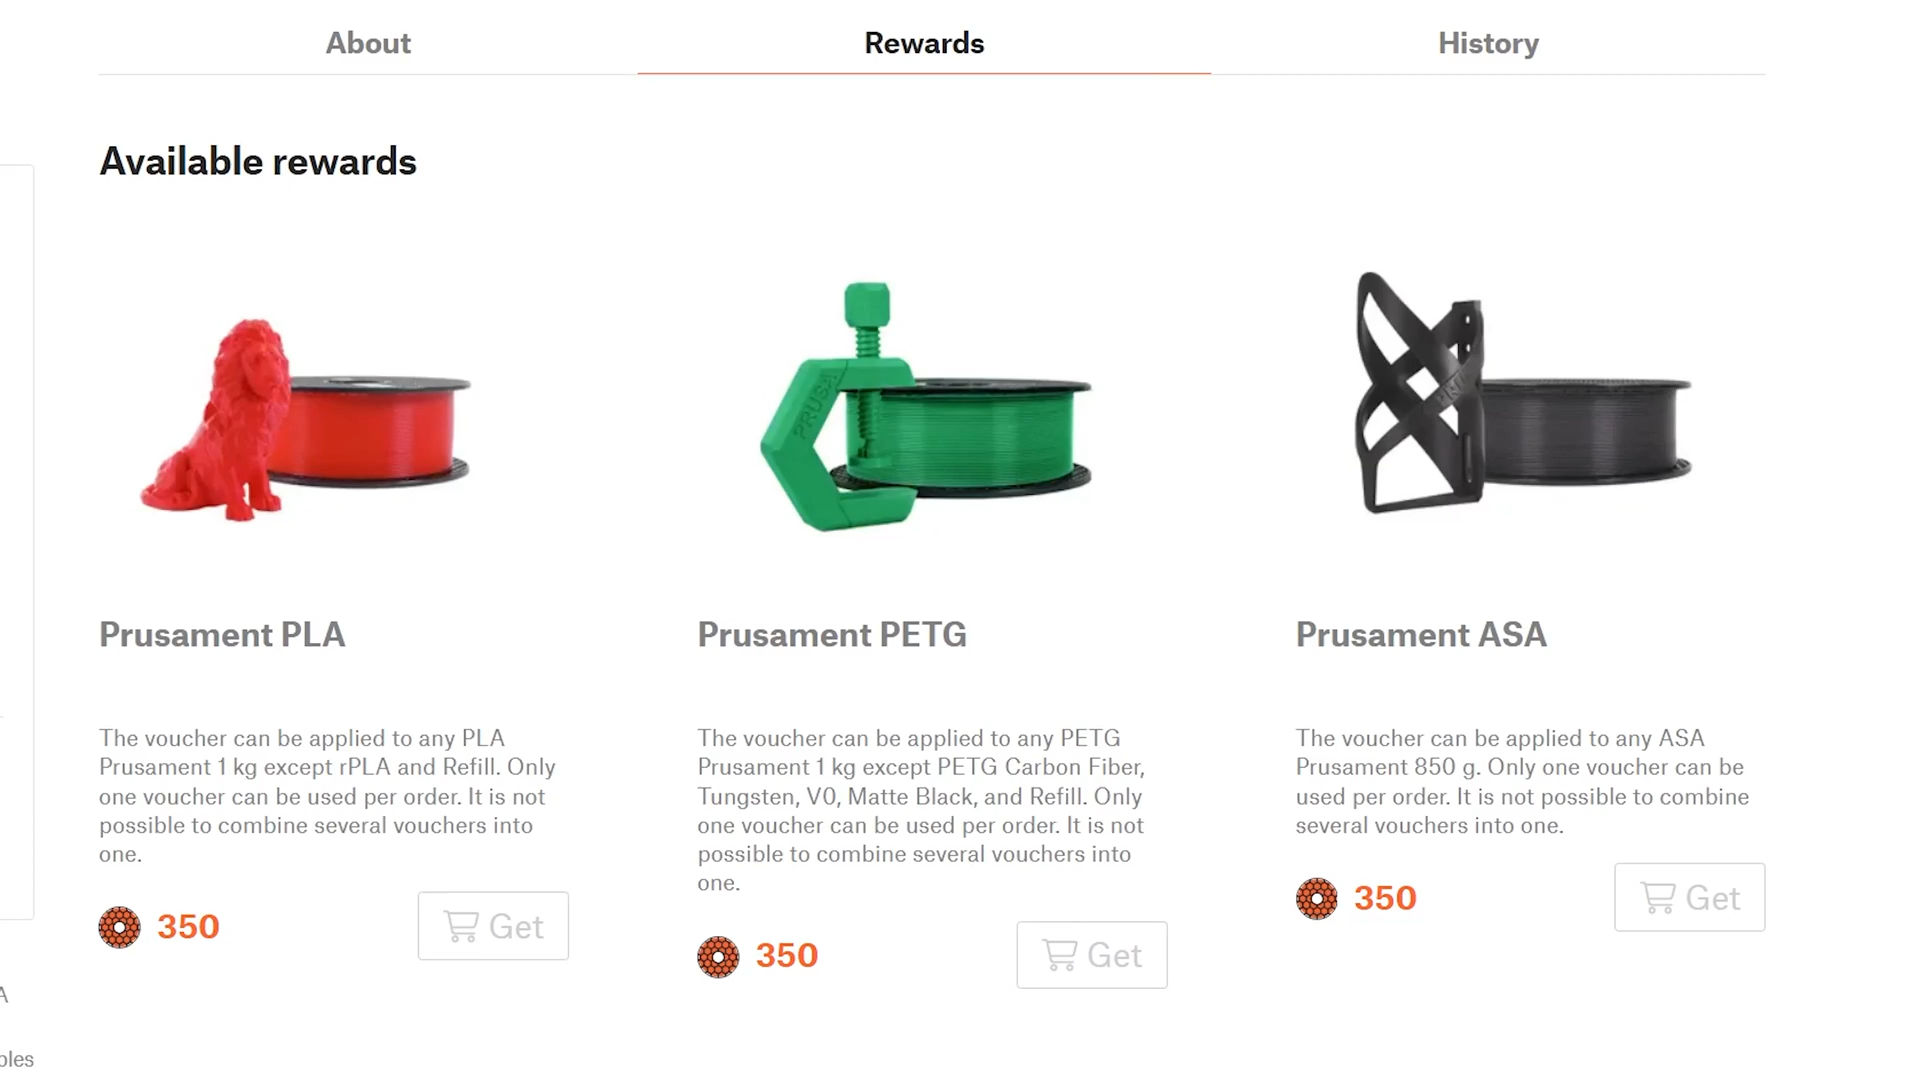 About
Rewards
History
Available rewards
PRUSA
Prusament PLA
Prusament PETG
Prusament ASA
The voucher can be applied to any PLA
Prusament 1 kg except rPLA and Refill. Only
one voucher can be used per order. It is not
possible to combine several vouchers into
one.
350
Get
The voucher can be applied to any PETG
Prusament 1 kg except PETG Carbon Fiber,
Tungsten, V0, Matte Black, and Refill. Only
one voucher can be used per order. It is not
possible to combine several vouchers into
one.
350
Get
The voucher can be applied to any ASA
Prusament 850 g. Only one voucher can be
used per order. It is not possible to combine
several vouchers into one.
350
Get
A